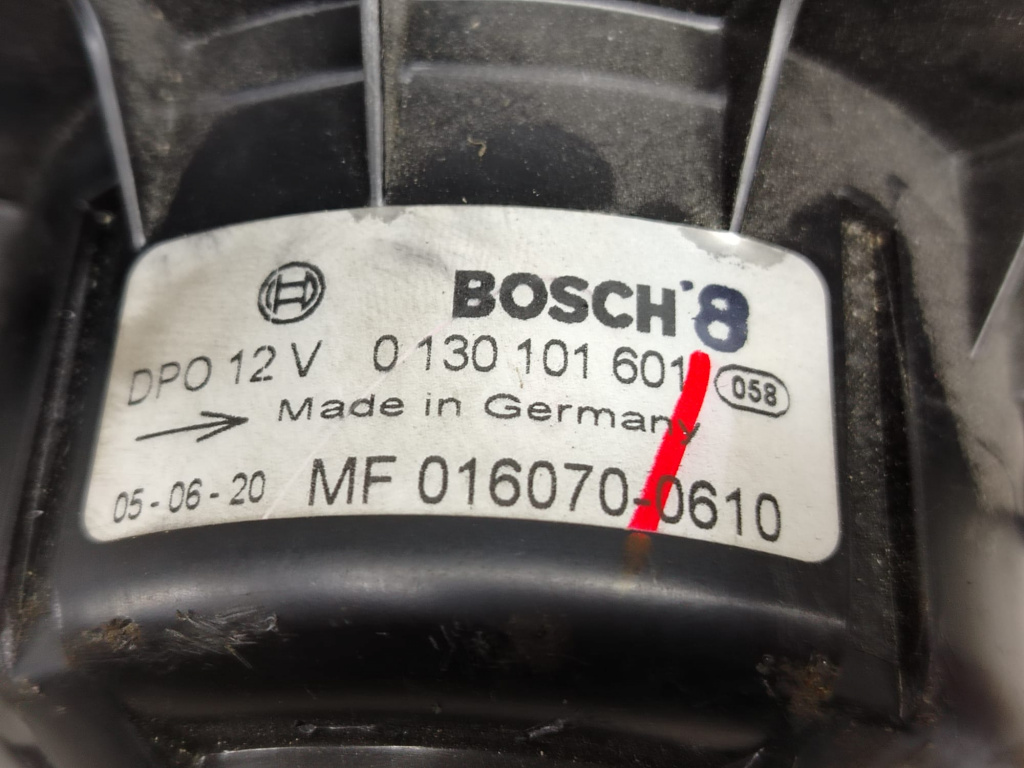 BOSCH 8
DPO 12 V 0 130 101 601 058
Made in Germany
05-06-20 MF 016070-0610